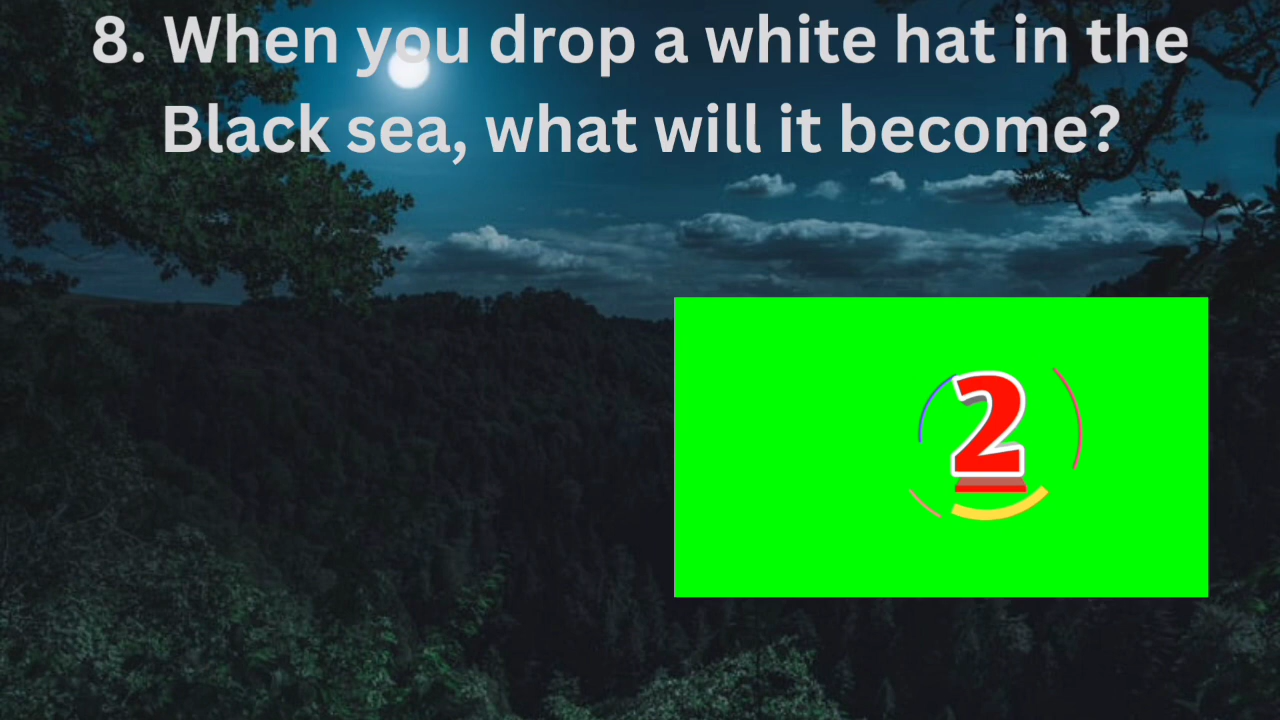 8. When you drop a white hat in the
Black sea, what will it become?
2